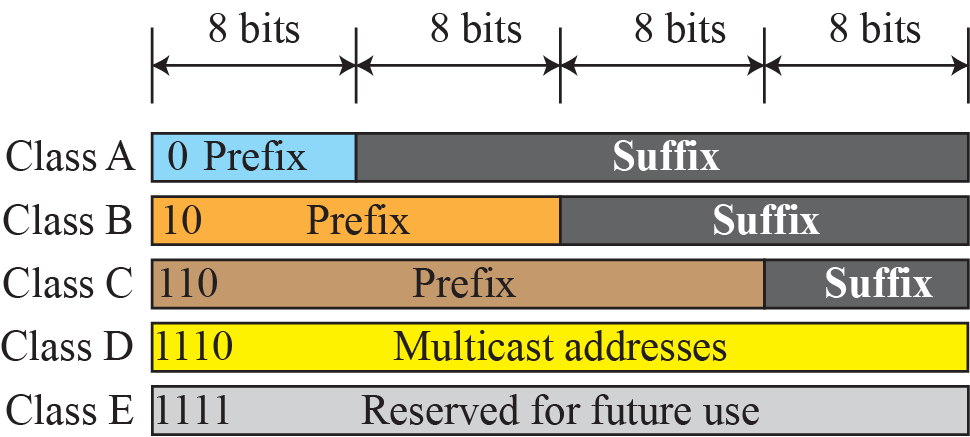 8 bits 8 bits 8 bits 8 bits
Class A 0 Prefix Suffix
Class B 10 Prefix Suffix
Class C 110 Prefix Suffix
Class D 1110 Multicast addresses
Class E 1111 Reserved for future use